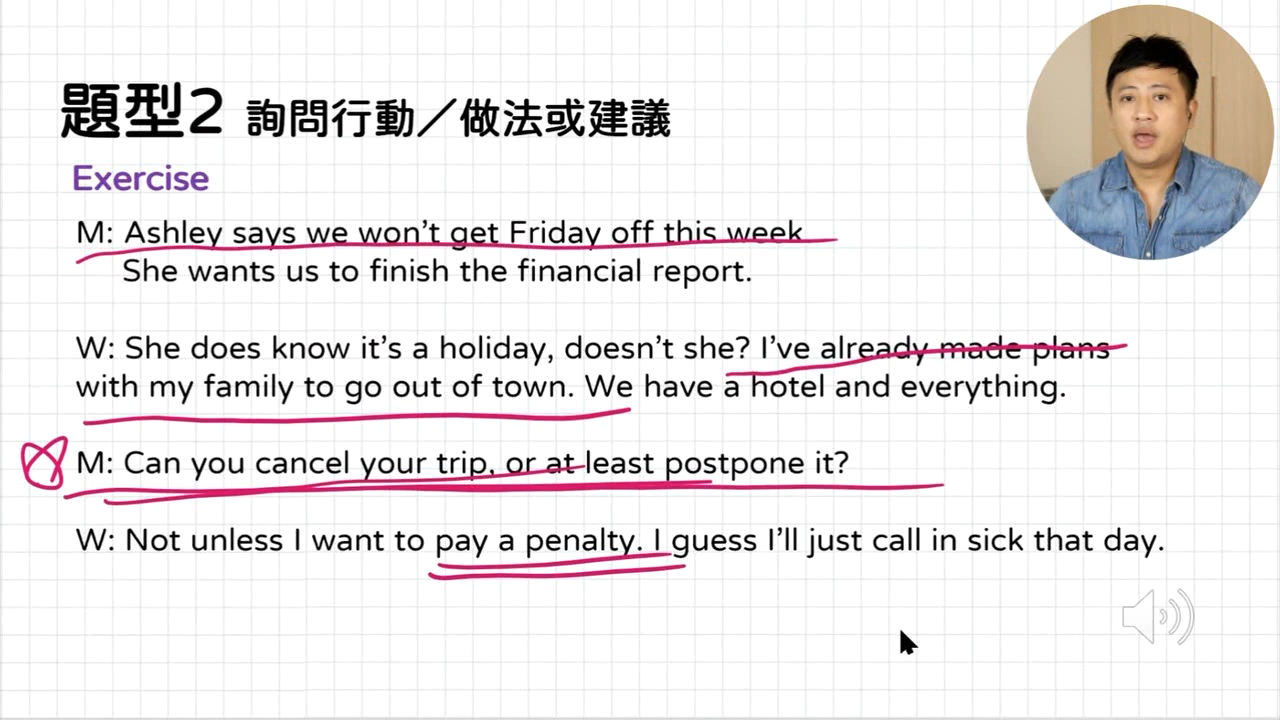 題型2 詢問行動／做法或建議
Exercise
M: Ashley says we won't get Friday off this week
She wants us to finish the financial report.
W: She does know it's a holiday, doesn't she? I've already made plans
with my family to go out of town. We have a hotel and everything.
M: Can you cancel your trip, or at least postpone it?
W: Not unless I want to pay a penalty. I guess I'll just call in sick that day.